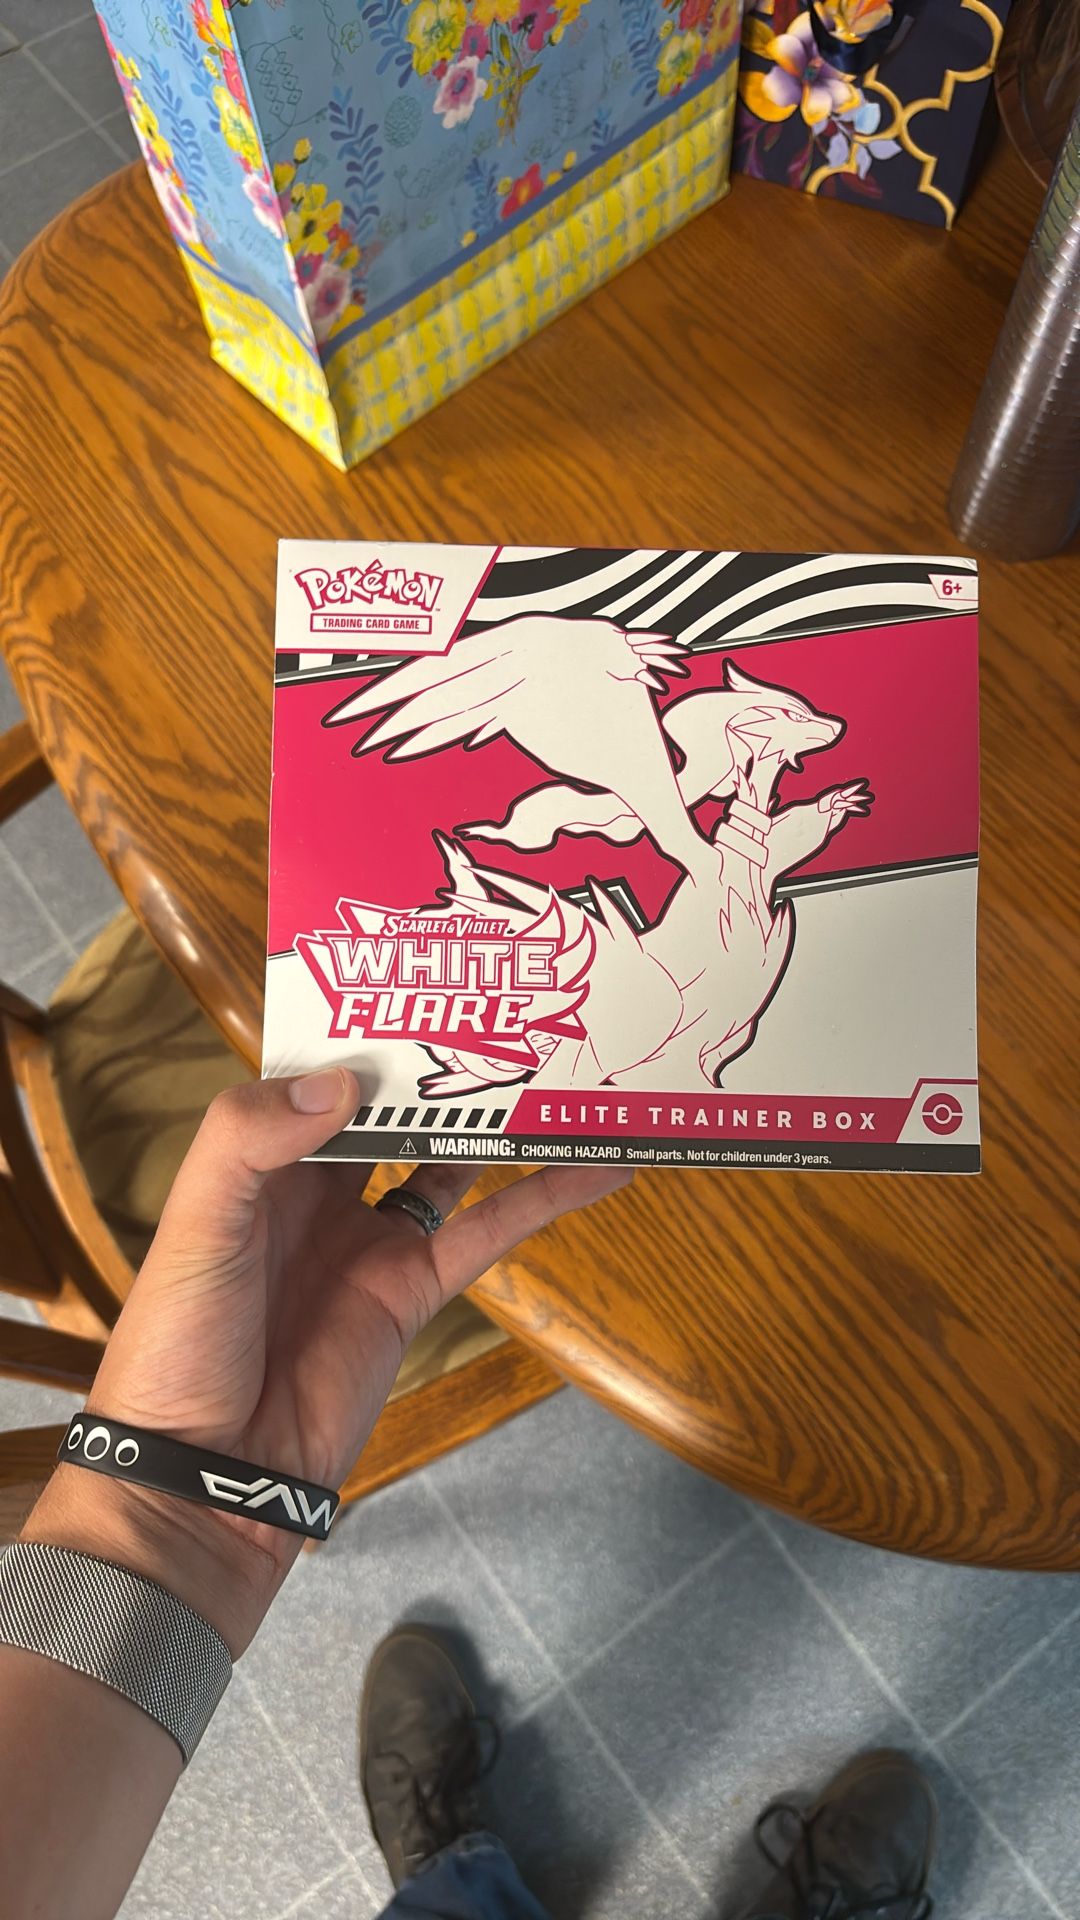 POKéMON
TRADING CARD GAME
6+
SCARLET & VIOLET
WHITE
FLARE
ELITE TRAINER BOX
WARNING: CHOKING HAZARD Small parts. Not for children under 3 years.